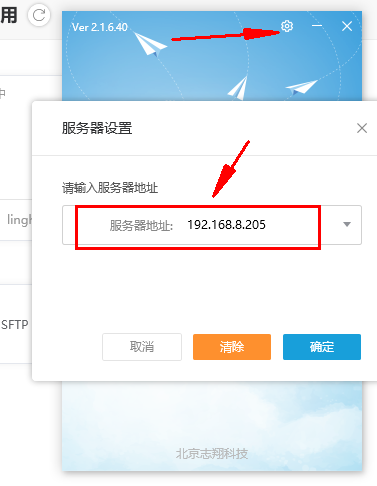 用
Ver 2.1.6.40
中
服务器设置
请输入服务器地址
服务器地址: 192.168.8.205
lingh
SFTP
取消
清除
确定
北京志翔科技